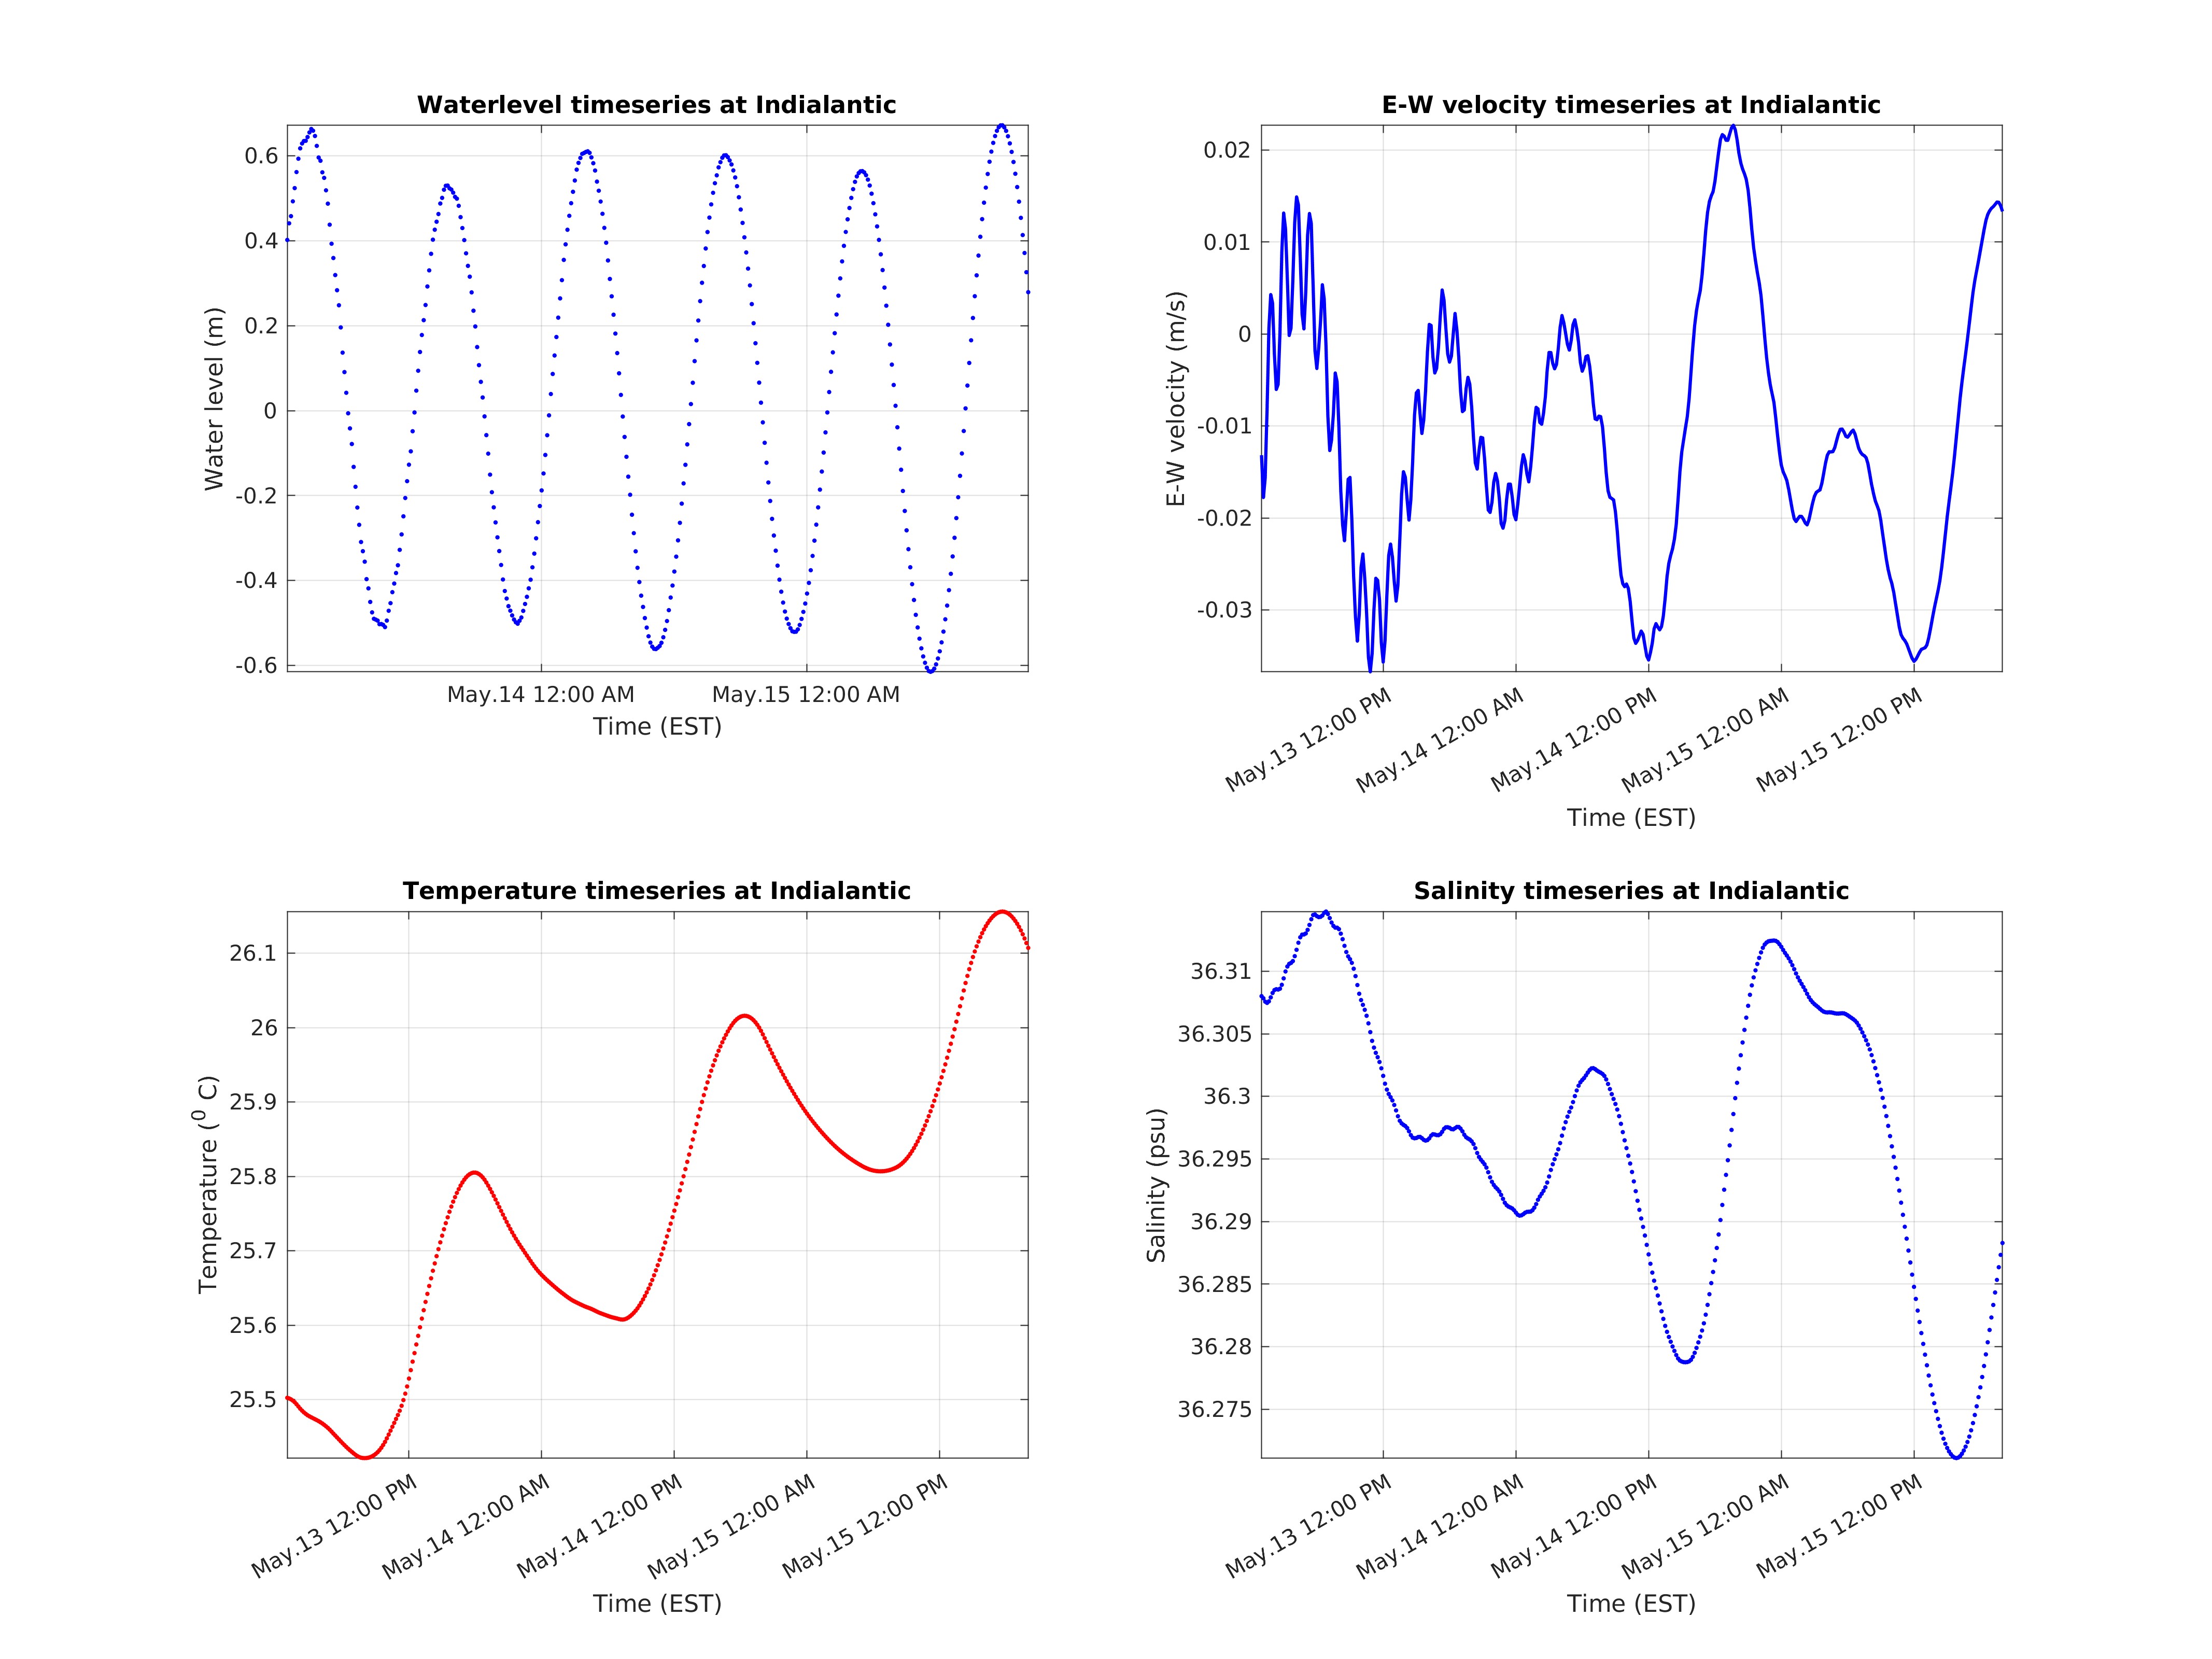 Waterlevel timeseries at Indialantic
0.6
0.4
0.2
0
-0.2
-0.4
-0.6
Water level (m)
May.14 12:00 AM
May.15 12:00 AM
Time (EST)
E-W velocity timeseries at Indialantic
0.02
0.01
0
-0.01
-0.02
-0.03
E-W velocity (m/s)
May.13 12:00 PM
May.14 12:00 AM
May.14 12:00 PM
May.15 12:00 AM
May.15 12:00 PM
Time (EST)
Temperature timeseries at Indialantic
26.1
26
25.9
25.8
25.7
25.6
25.5
Temperature (⁰ C)
May.13 12:00 PM
May.14 12:00 AM
May.14 12:00 PM
May.15 12:00 AM
May.15 12:00 PM
Time (EST)
Salinity timeseries at Indialantic
36.31
36.305
36.3
36.295
36.29
36.285
36.28
36.275
Salinity (psu)
May.13 12:00 PM
May.14 12:00 AM
May.14 12:00 PM
May.15 12:00 AM
May.15 12:00 PM
Time (EST)